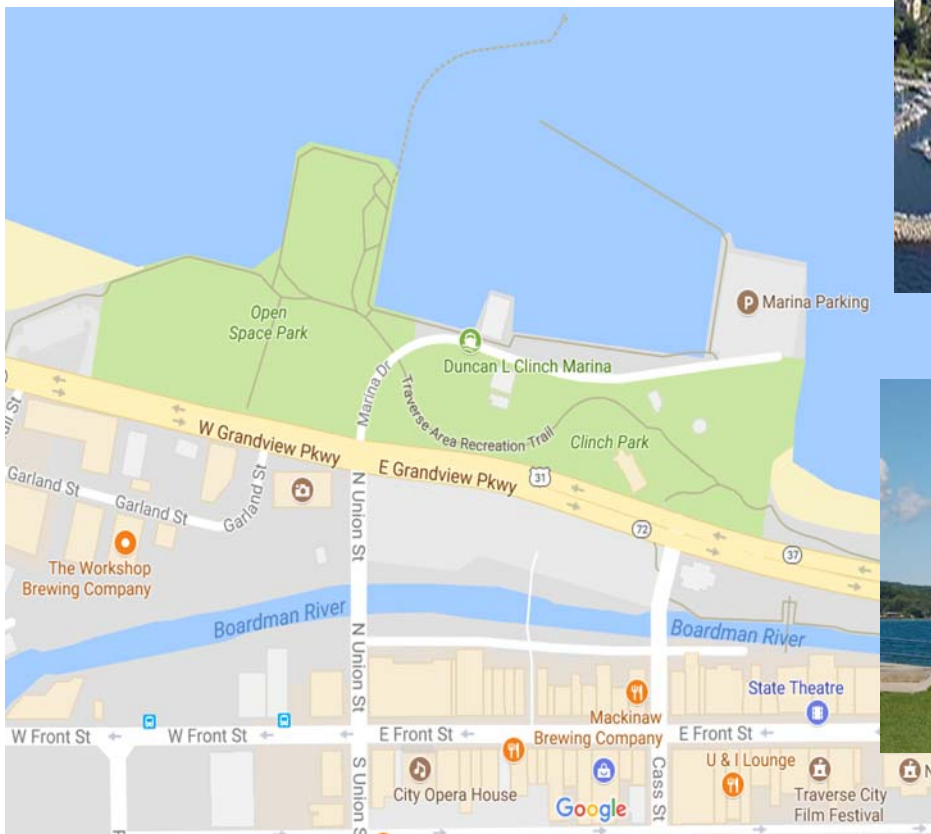 Open
Space Park
P Marina Parking
Duncan L Clinch Marina
Marina Dr
Traverse Area Recreation Trail
Clinch Park
W Grandview Pkwy
E Grandview Pkwy
31
72
37
Garland St
Garland St
Garland St
N Union St
The Workshop
Brewing Company
Boardman River
Boardman River
N Union St
State Theatre
Mackinaw
Brewing Company
W Front St
W Front St
E Front St
E Front St
U & I Lounge
City Opera House
S Union S
Cass St
Traverse City
Film Festival
N
Google